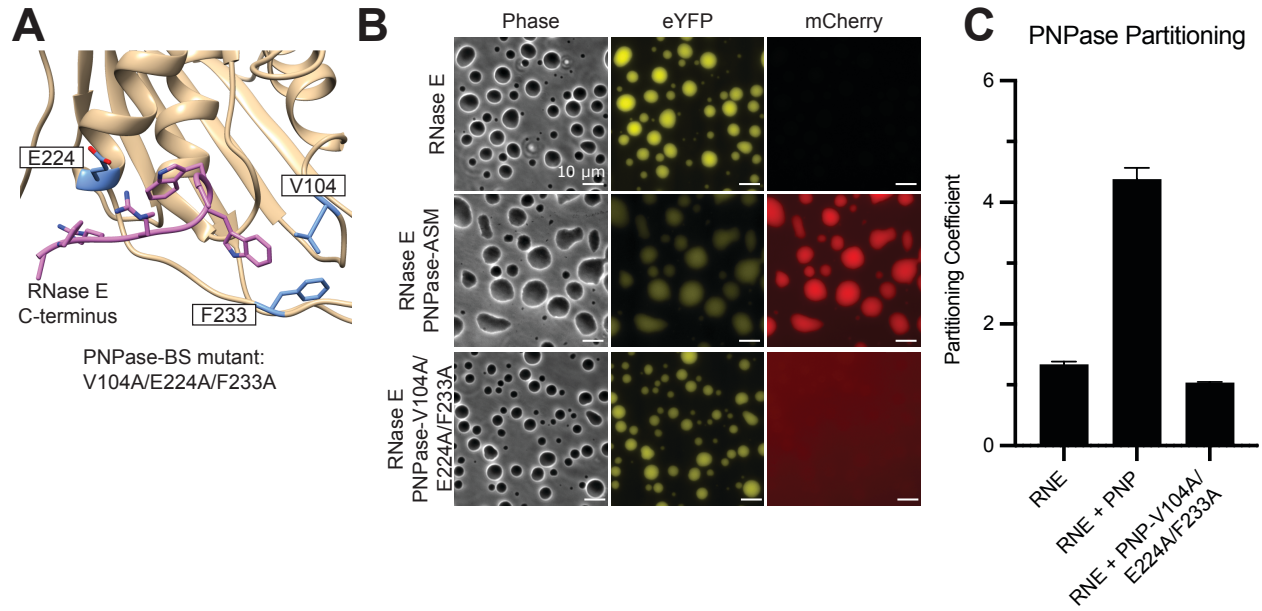 A
E224
V104
RNase E
C-terminus
F233
PNPase-BS mutant:
V104A/E224A/F233A
B
Phase
eYFP
mCherry
RNase E
10 μm
RNase E
PNPase-ASM
RNase E
PNPase-V104A/
E224A/F233A
C
PNPase Partitioning
Partitioning Coefficient
6
4
2
0
RNE
RNE + PNP
RNE + PNP-V104A/
E224A/F233A